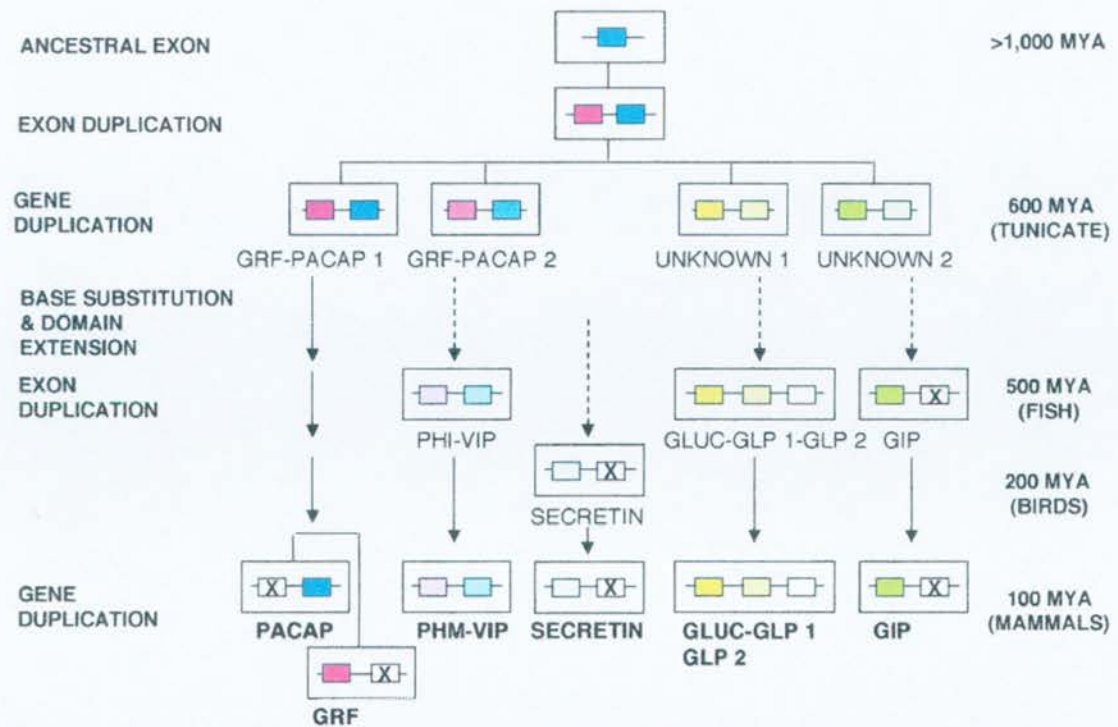 ANCESTRAL EXON
>1,000 MYA
EXON DUPLICATION
GENE
DUPLICATION
600 MYA
(TUNICATE)
GRF-PACAP 1
GRF-PACAP 2
UNKNOWN 1
UNKNOWN 2
BASE SUBSTITUTION
& DOMAIN
EXTENSION
EXON
DUPLICATION
X
500 MYA
(FISH)
PHI-VIP
GLUC-GLP 1-GLP 2
GIP
X
SECRETIN
200 MYA
(BIRDS)
GENE
DUPLICATION
X
X
X
100 MYA
(MAMMALS)
PACAP
PHM-VIP
SECRETIN
GLUC-GLP 1
GLP 2
GIP
X
GRF